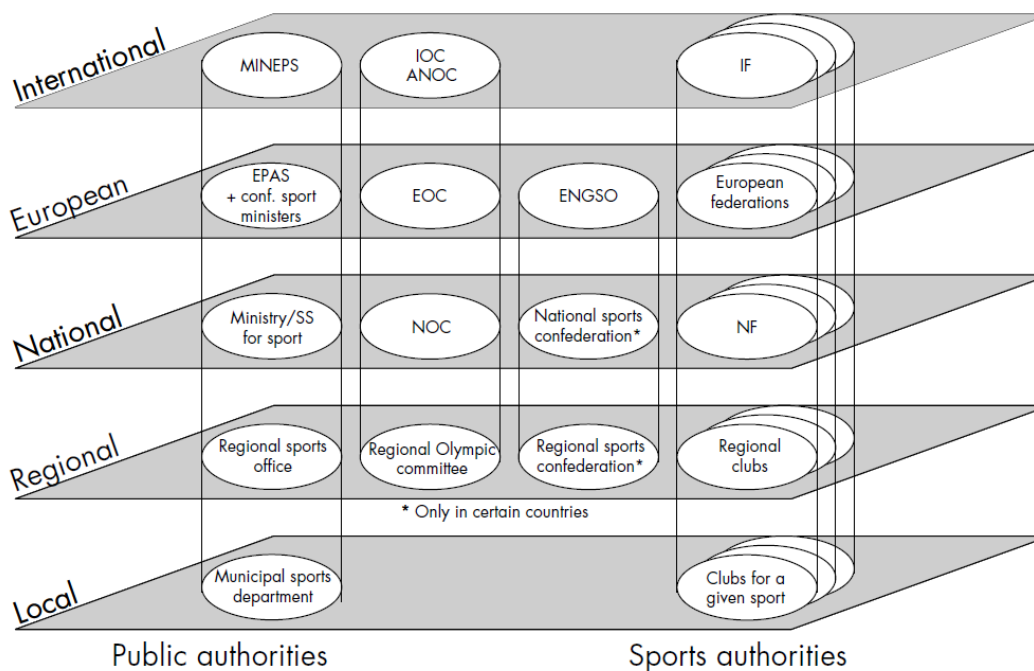 International
MINEPS
IOC
ANOC
IF
European
EPAS
+ conf. sport
ministers
EOC
ENGSO
European
federations
National
Ministry/SS
for sport
NOC
National sports
confederation*
NF
Regional
Regional sports
office
Regional Olympic
committee
Regional sports
confederation*
Regional
clubs
* Only in certain countries
Local
Municipal sports
department
Clubs for a
given sport
Public authorities
Sports authorities